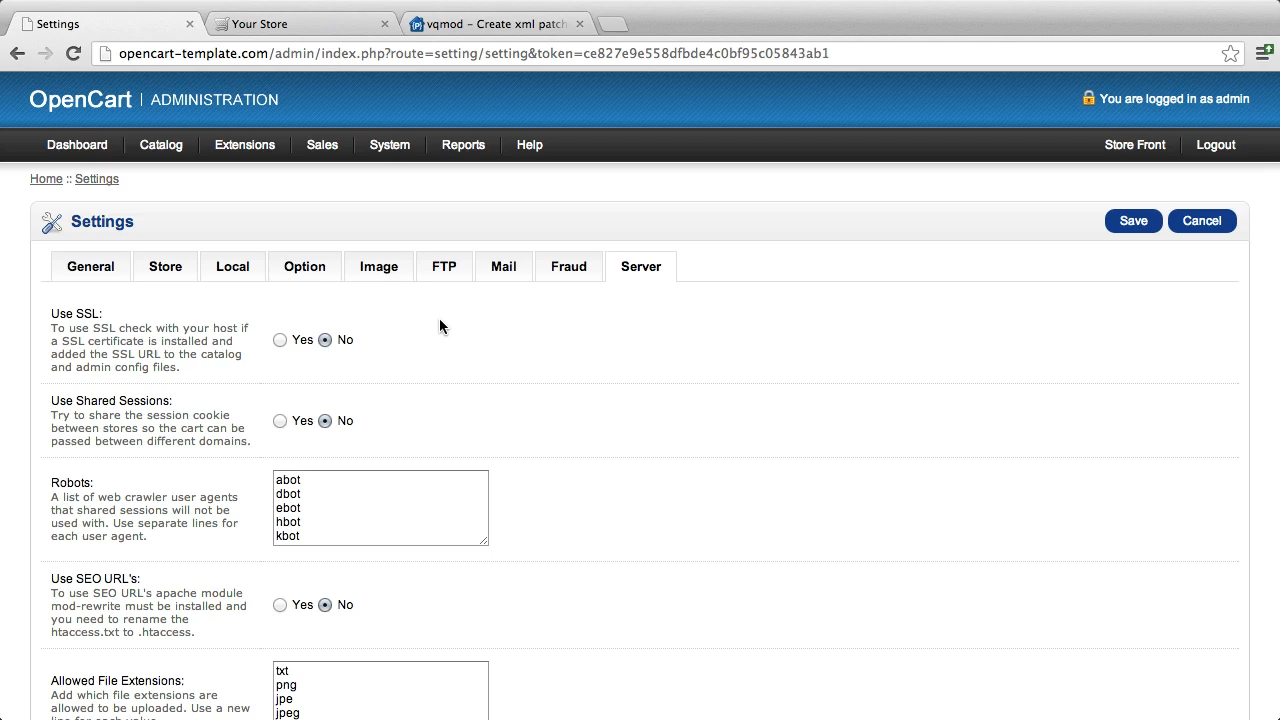 Settings
Your Store
vqmod - Create xml patch
opencart-template.com/admin/index.php?route=setting/setting&token=ce827e9e558dfbde4c0bf95c05843ab1
OpenCart | ADMINISTRATION
You are logged in as admin
Dashboard Catalog Extensions Sales System Reports Help Store Front Logout
Home :: Settings
Settings
Save Cancel
General Store Local Option Image FTP Mail Fraud Server
Use SSL:
To use SSL check with your host if
a SSL certificate is installed and
added the SSL URL to the catalog
and admin config files.
Yes No
Use Shared Sessions:
Try to share the session cookie
between stores so the cart can be
passed between different domains.
Yes No
Robots:
A list of web crawler user agents
that shared sessions will not be
used with. Use separate lines for
each user agent.
abot
dbot
ebot
hbot
kbot
Use SEO URL's:
To use SEO URL's apache module
mod-rewrite must be installed and
you need to rename the
htaccess.txt to .htaccess.
Yes No
Allowed File Extensions:
Add which file extensions are
allowed to be uploaded. Use a new
line for each value.
txt
png
jpe
jpeg